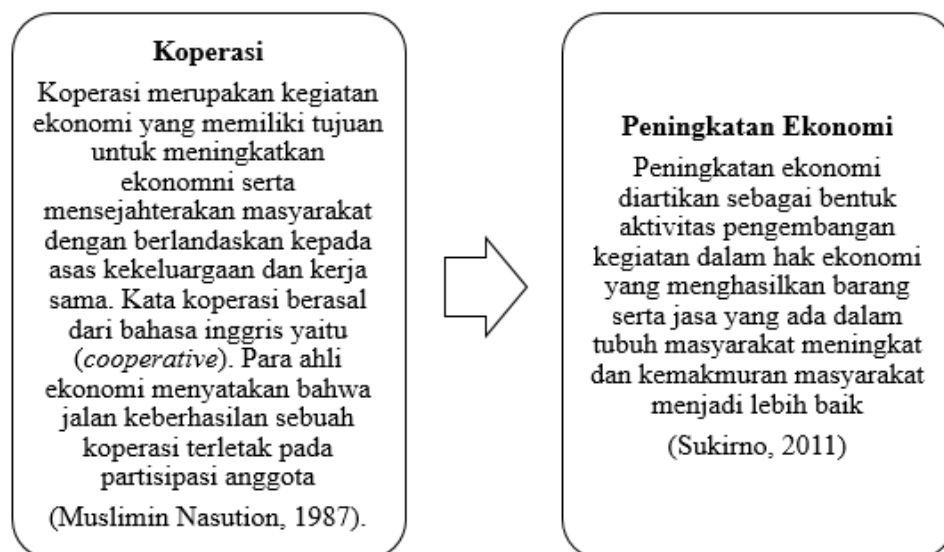 Koperasi
Koperasi merupakan kegiatan
ekonomi yang memiliki tujuan
untuk meningkatkan
ekonomni serta
mensejahterakan masyarakat
dengan berlandaskan kepada
asas kekeluargaan dan kerja
sama. Kata koperasi berasal
dari bahasa inggris yaitu
(cooperative). Para ahli
ekonomi menyatakan bahwa
jalan keberhasilan sebuah
koperasi terletak pada
partisipasi anggota
(Muslimin Nasution, 1987).
Peningkatan Ekonomi
Peningkatan ekonomi
diartikan sebagai bentuk
aktivitas pengembangan
kegiatan dalam hak ekonomi
yang menghasilkan barang
serta jasa yang ada dalam
tubuh masyarakat meningkat
dan kemakmuran masyarakat
menjadi lebih baik
(Sukirno, 2011)